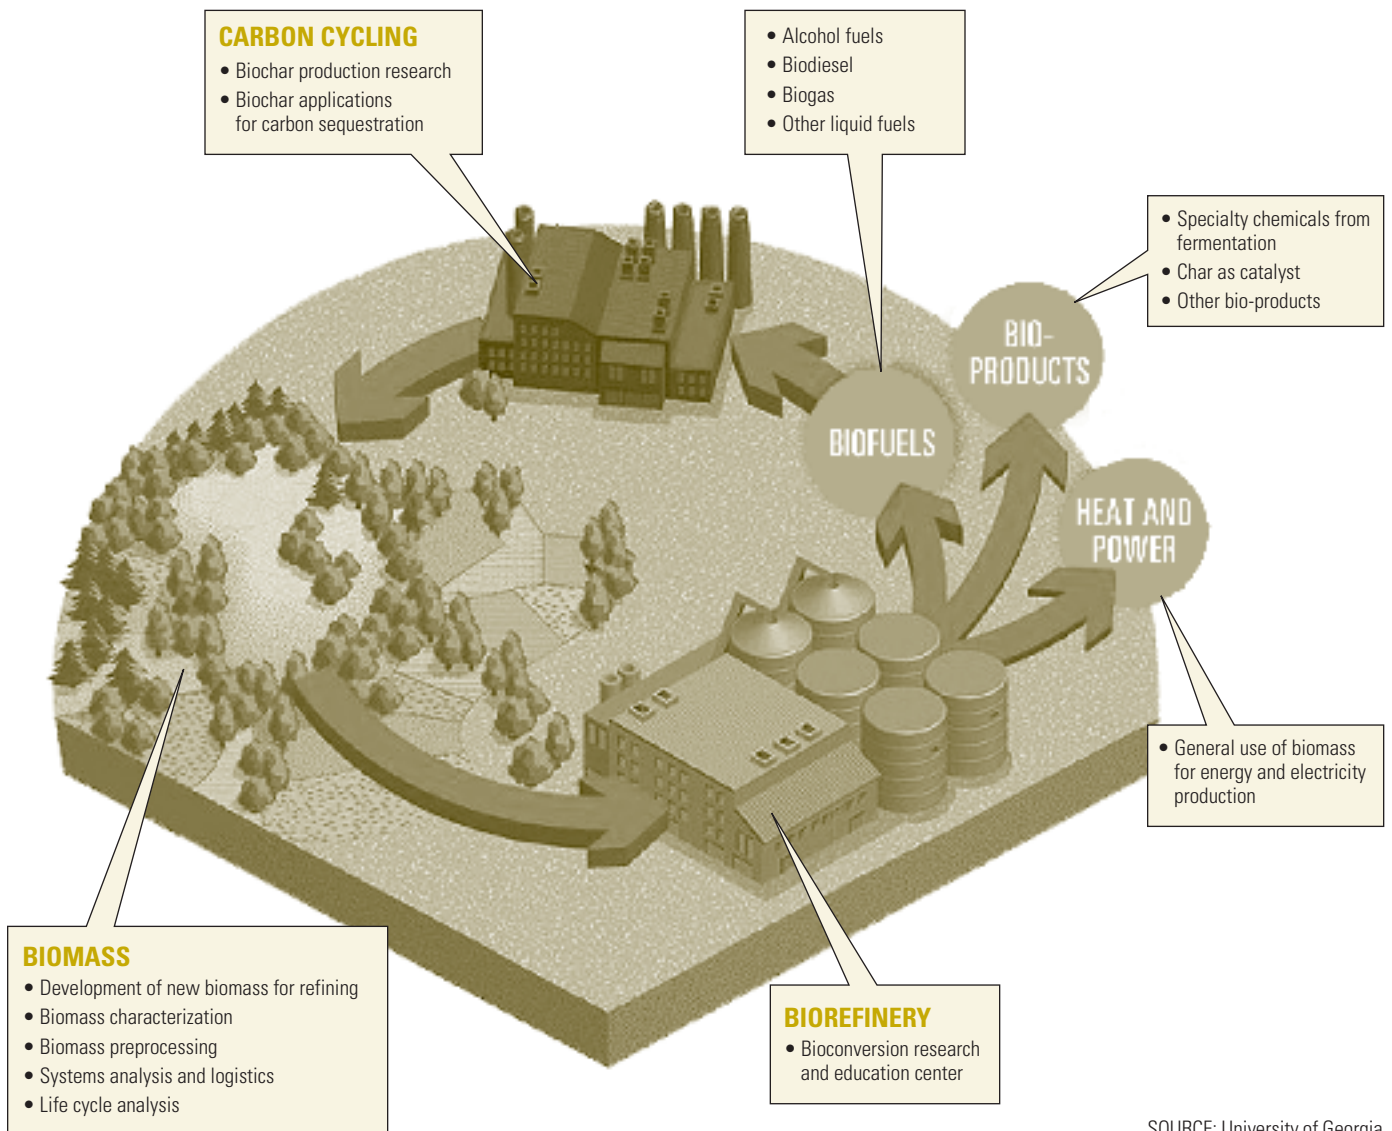 CARBON CYCLING
• Biochar production research
• Biochar applications
for carbon sequestration
• Alcohol fuels
• Biodiesel
• Biogas
• Other liquid fuels
• Specialty chemicals from
fermentation
• Char as catalyst
• Other bio-products
BIO-
PRODUCTS
BIOFUELS
HEAT AND
POWER
• General use of biomass
for energy and electricity
production
BIOMASS
• Development of new biomass for refining
• Biomass characterization
• Biomass preprocessing
• Systems analysis and logistics
• Life cycle analysis
BIOREFINERY
• Bioconversion research
and education center
SOURCE: University of Georgia